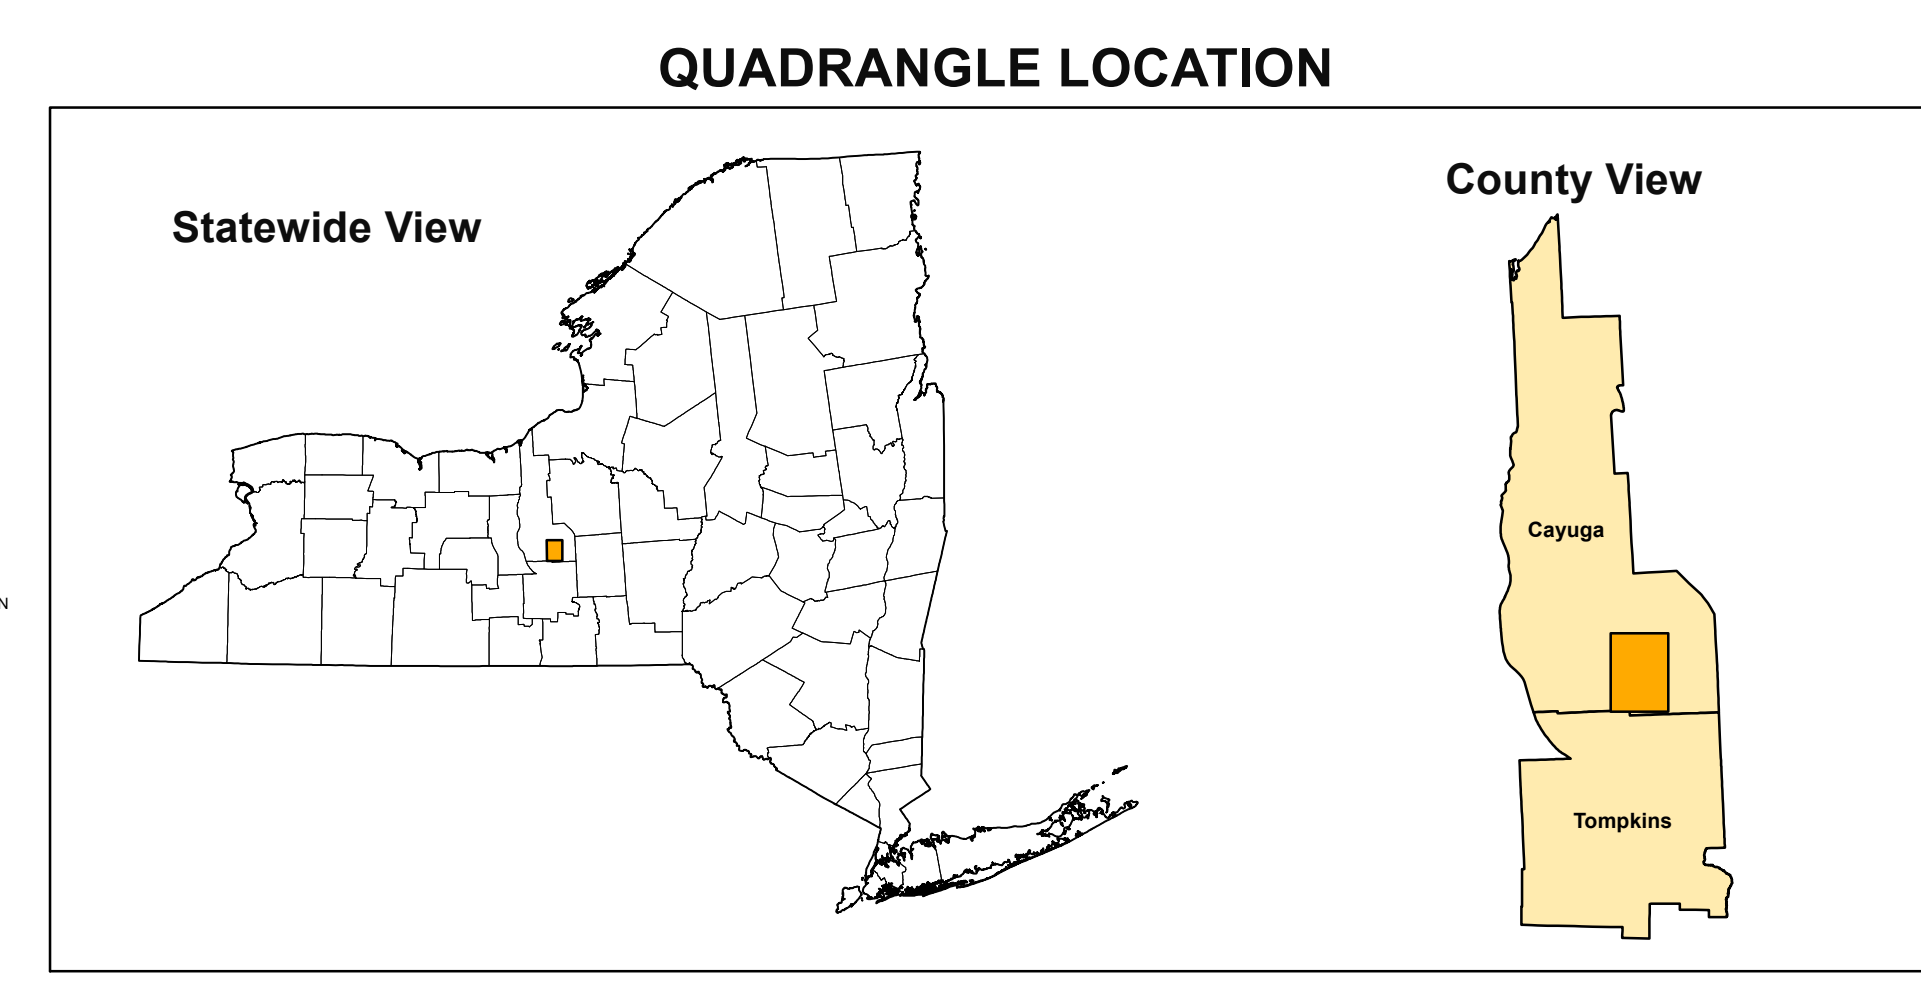 QUADRANGLE LOCATION
Statewide View
County View
Cayuga
N
Tompkins